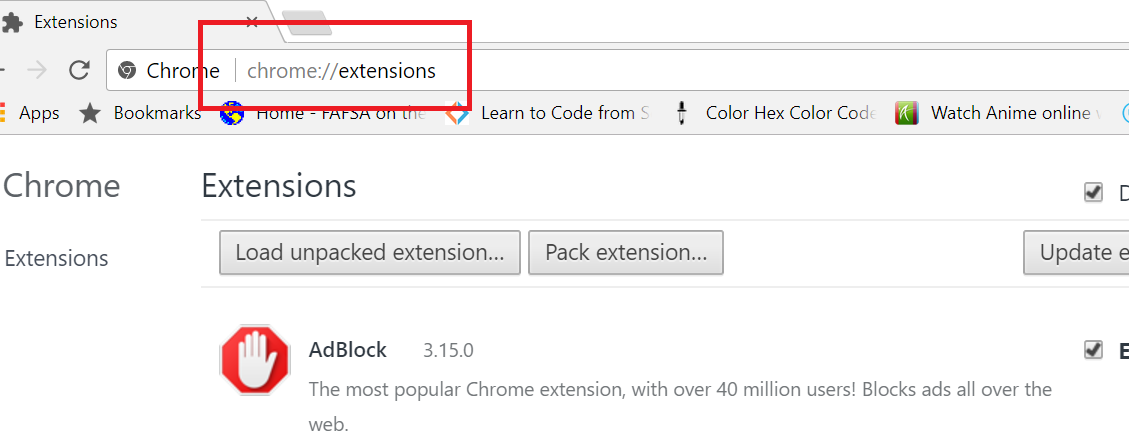 Extensions
Chrome chrome://extensions
Apps Bookmarks Home - FAFSA on the Learn to Code from S Color Hex Color Code Watch Anime online
Chrome Extensions
Extensions
Load unpacked extension... Pack extension... Update e
AdBlock 3.15.0 E
The most popular Chrome extension, with over 40 million users! Blocks ads all over the
web.